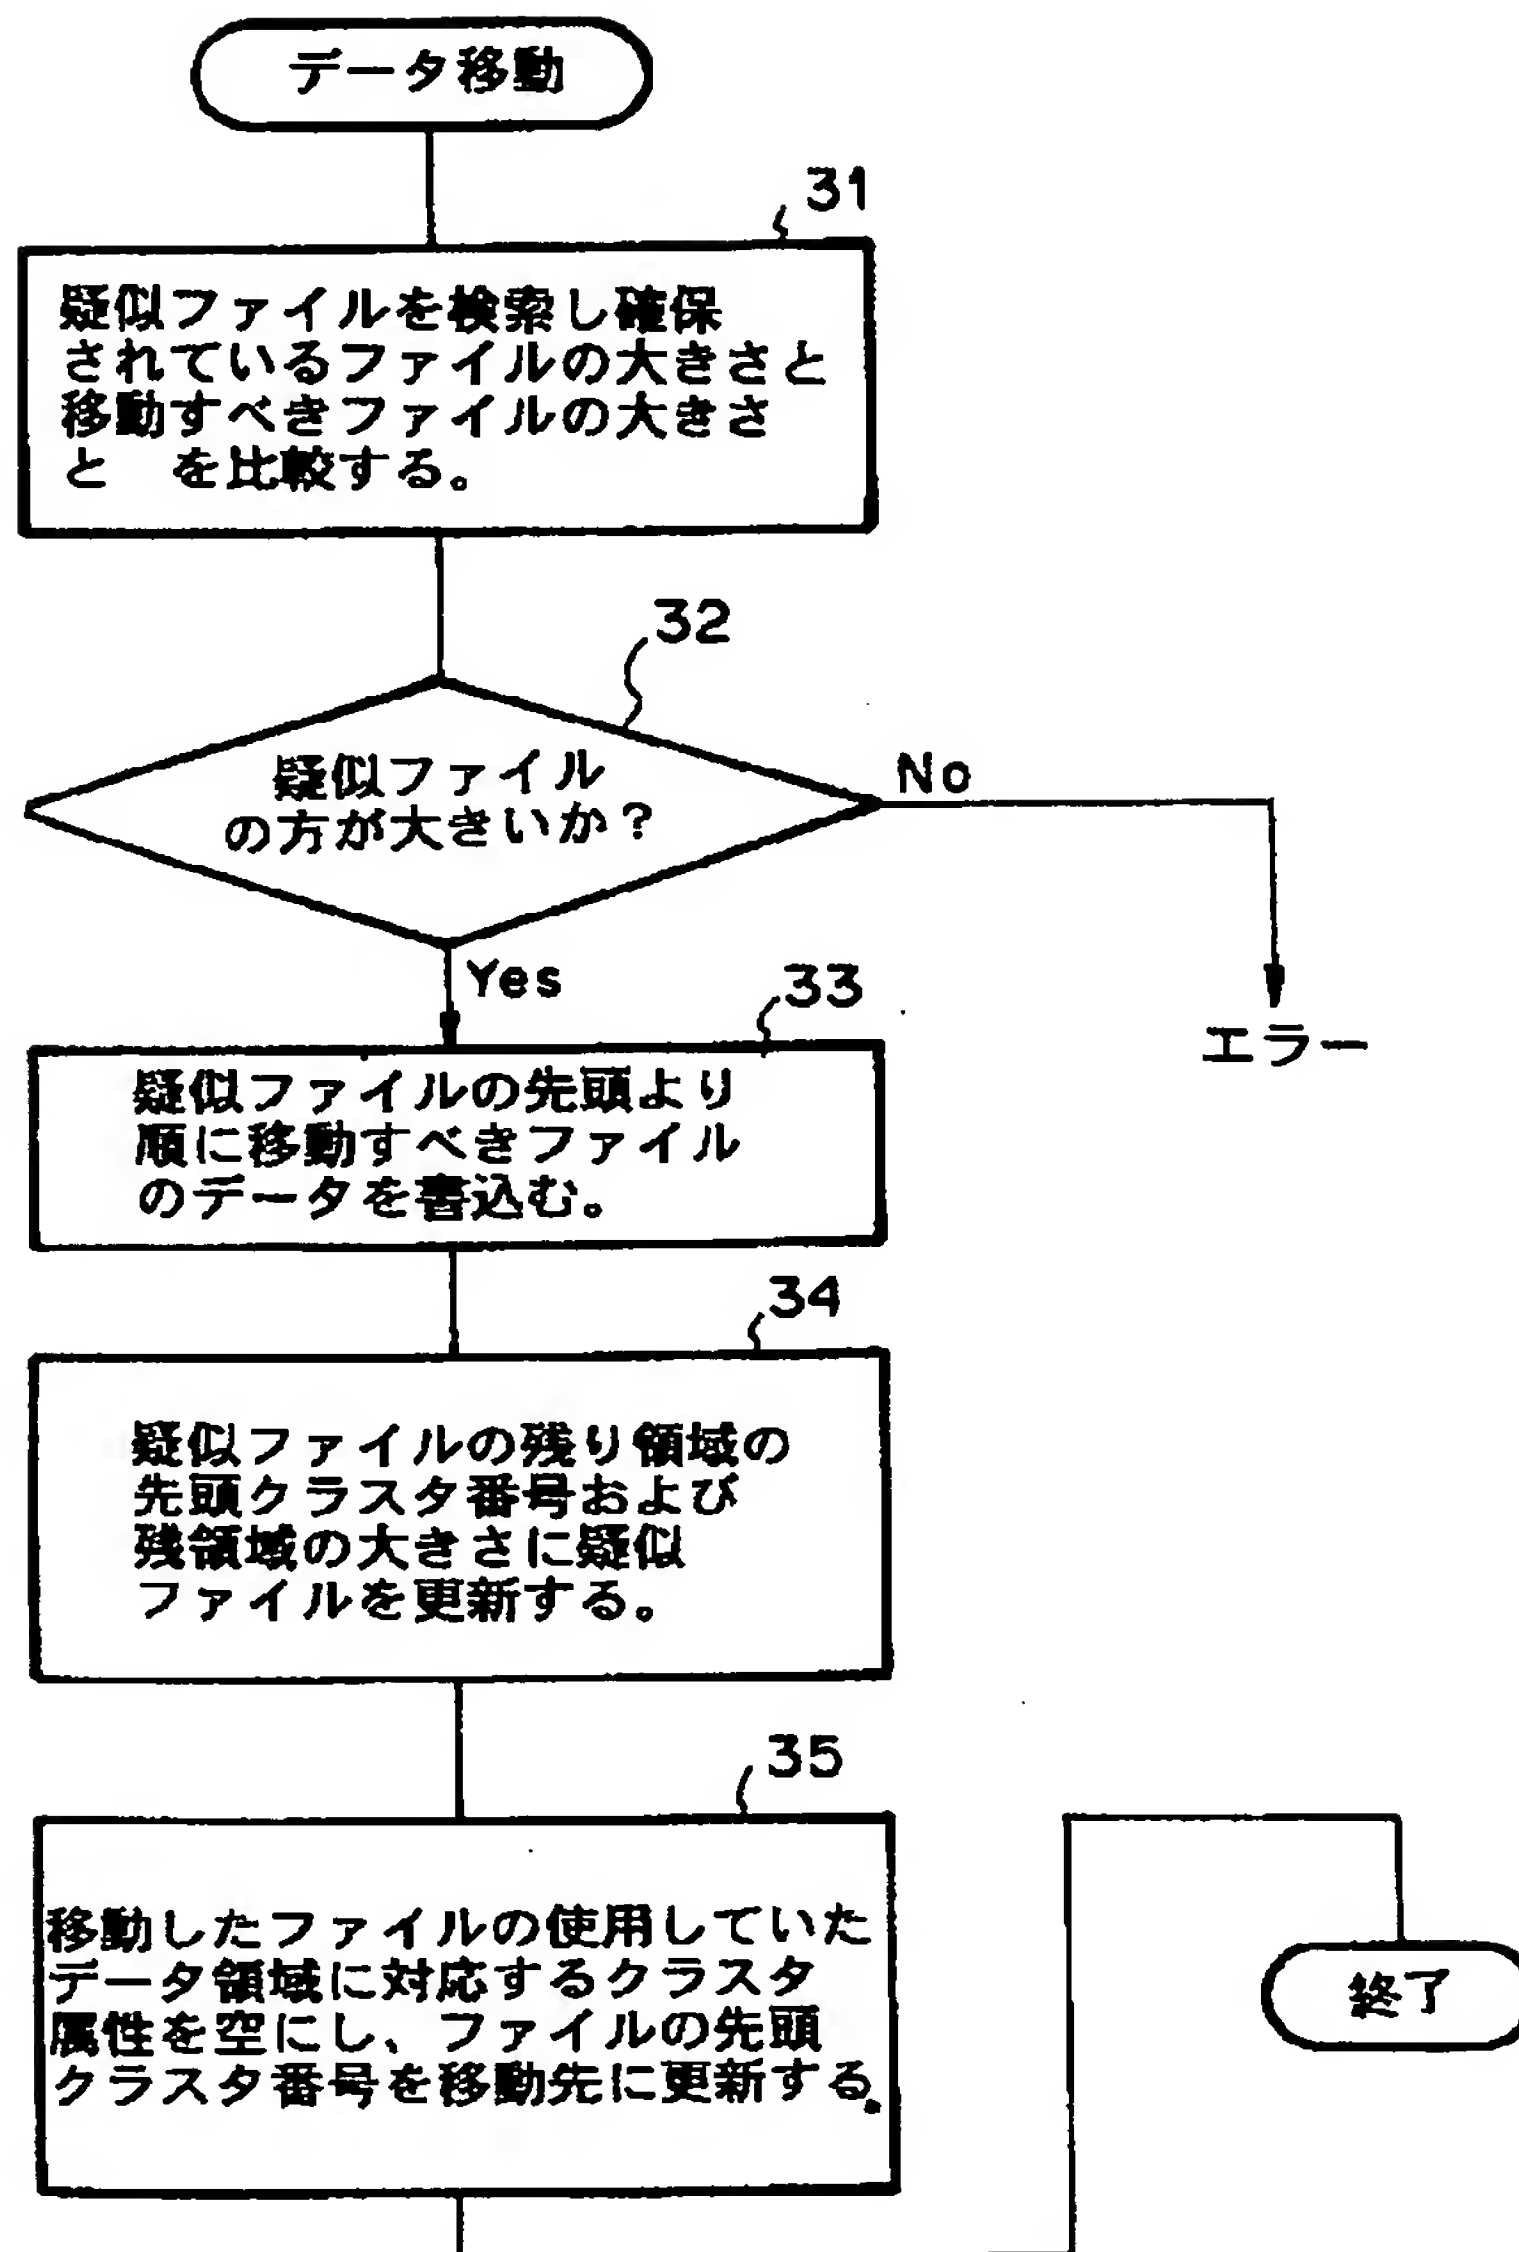 データ移動
31
疑似ファイルを検索し確保
されているファイルの大きさと
移動すべきファイルの大きさ
と　を比較する。
32
疑似ファイル
の方が大きいか？
No
Yes
エラー
33
疑似ファイルの先頭より
順に移動すべきファイル
のデータを書込む。
34
疑似ファイルの残り領域の
先頭クラスタ番号および
残領域の大きさに疑似
ファイルを更新する。
35
移動したファイルの使用していた
データ領域に対応するクラスタ
属性を空にし、ファイルの先頭
クラスタ番号を移動先に更新する。
終了